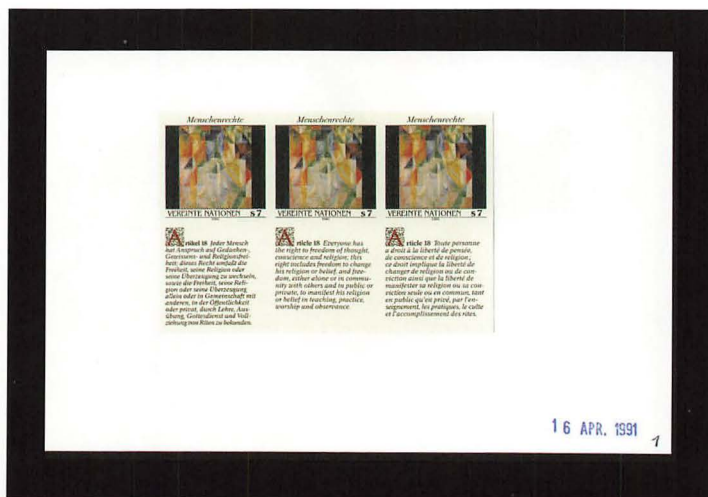 Menschenrechte
Menschenrechte
Menschenrechte
VEREINTE NATIONEN s 7
VEREINTE NATIONEN s 7
VEREINTE NATIONEN s 7
Artikel 18 Jeder Mensch
hat Anspruch auf Gedanken-,
Gewissens- und Religionsfrei-
heit; dieses Recht umfaßt die
Freiheit, seine Religion oder
seine Überzeugung zu wechseln,
sowie die Freiheit, seine Reli-
gion oder seine Überzeugung
allein oder in Gemeinschaft mit
anderen, in der Öffentlichkeit
oder privat, durch Lehre, Aus-
übung, Gottesdienst und Voll-
ziehung von Riten zu bekunden.
Article 18 Everyone has
the right to freedom of thought,
conscience and religion; this
right includes freedom to change
his religion or belief, and free-
dom, either alone or in commu-
nity with others and in public or
private, to manifest his religion
or belief in teaching, practice,
worship and observance.
Article 18 Toute personne
a droit à la liberté de pensée,
de conscience et de religion;
ce droit implique la liberté de
changer de religion ou de con-
viction ainsi que la liberté de
manifester sa religion ou sa con-
viction seule ou en commun, tant
en public qu'en privé, par l'en-
seignement, les pratiques, le culte
et l'accomplissement des rites.
16 APR. 1991
1